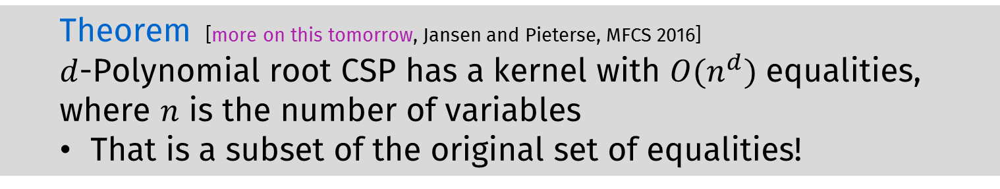 Theorem [more on this tomorrow, Jansen and Pieterse, MFCS 2016]
𝑑-Polynomial root CSP has a kernel with 𝑂(𝑛ᵈ) equalities,
where 𝑛 is the number of variables
• That is a subset of the original set of equalities!